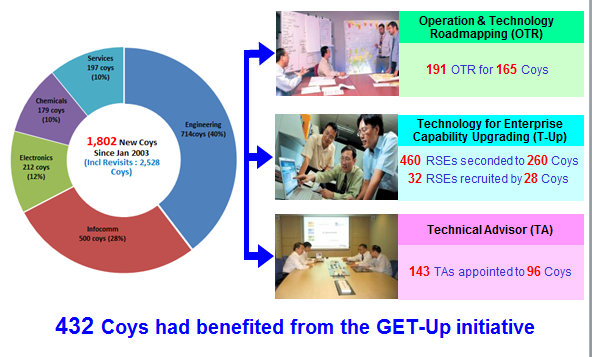 Services
197 coys
(10%)
Chemicals
179 coys
(10%)
Electronics
212 coys
(12%)
Infocomm
500 coys (28%)
Engineering
714coys (40%)
1,802 New Coys
Since Jan 2003
(Incl Revisits : 2,528
Coys)
Operation & Technology
Roadmapping (OTR)
191 OTR for 165 Coys
Technology for Enterprise
Capability Upgrading (T-Up)
460 RSEs seconded to 260 Coys
32 RSEs recruited by 28 Coys
Technical Advisor (TA)
143 TAs appointed to 96 Coys
432 Coys had benefited from the GET-Up initiative